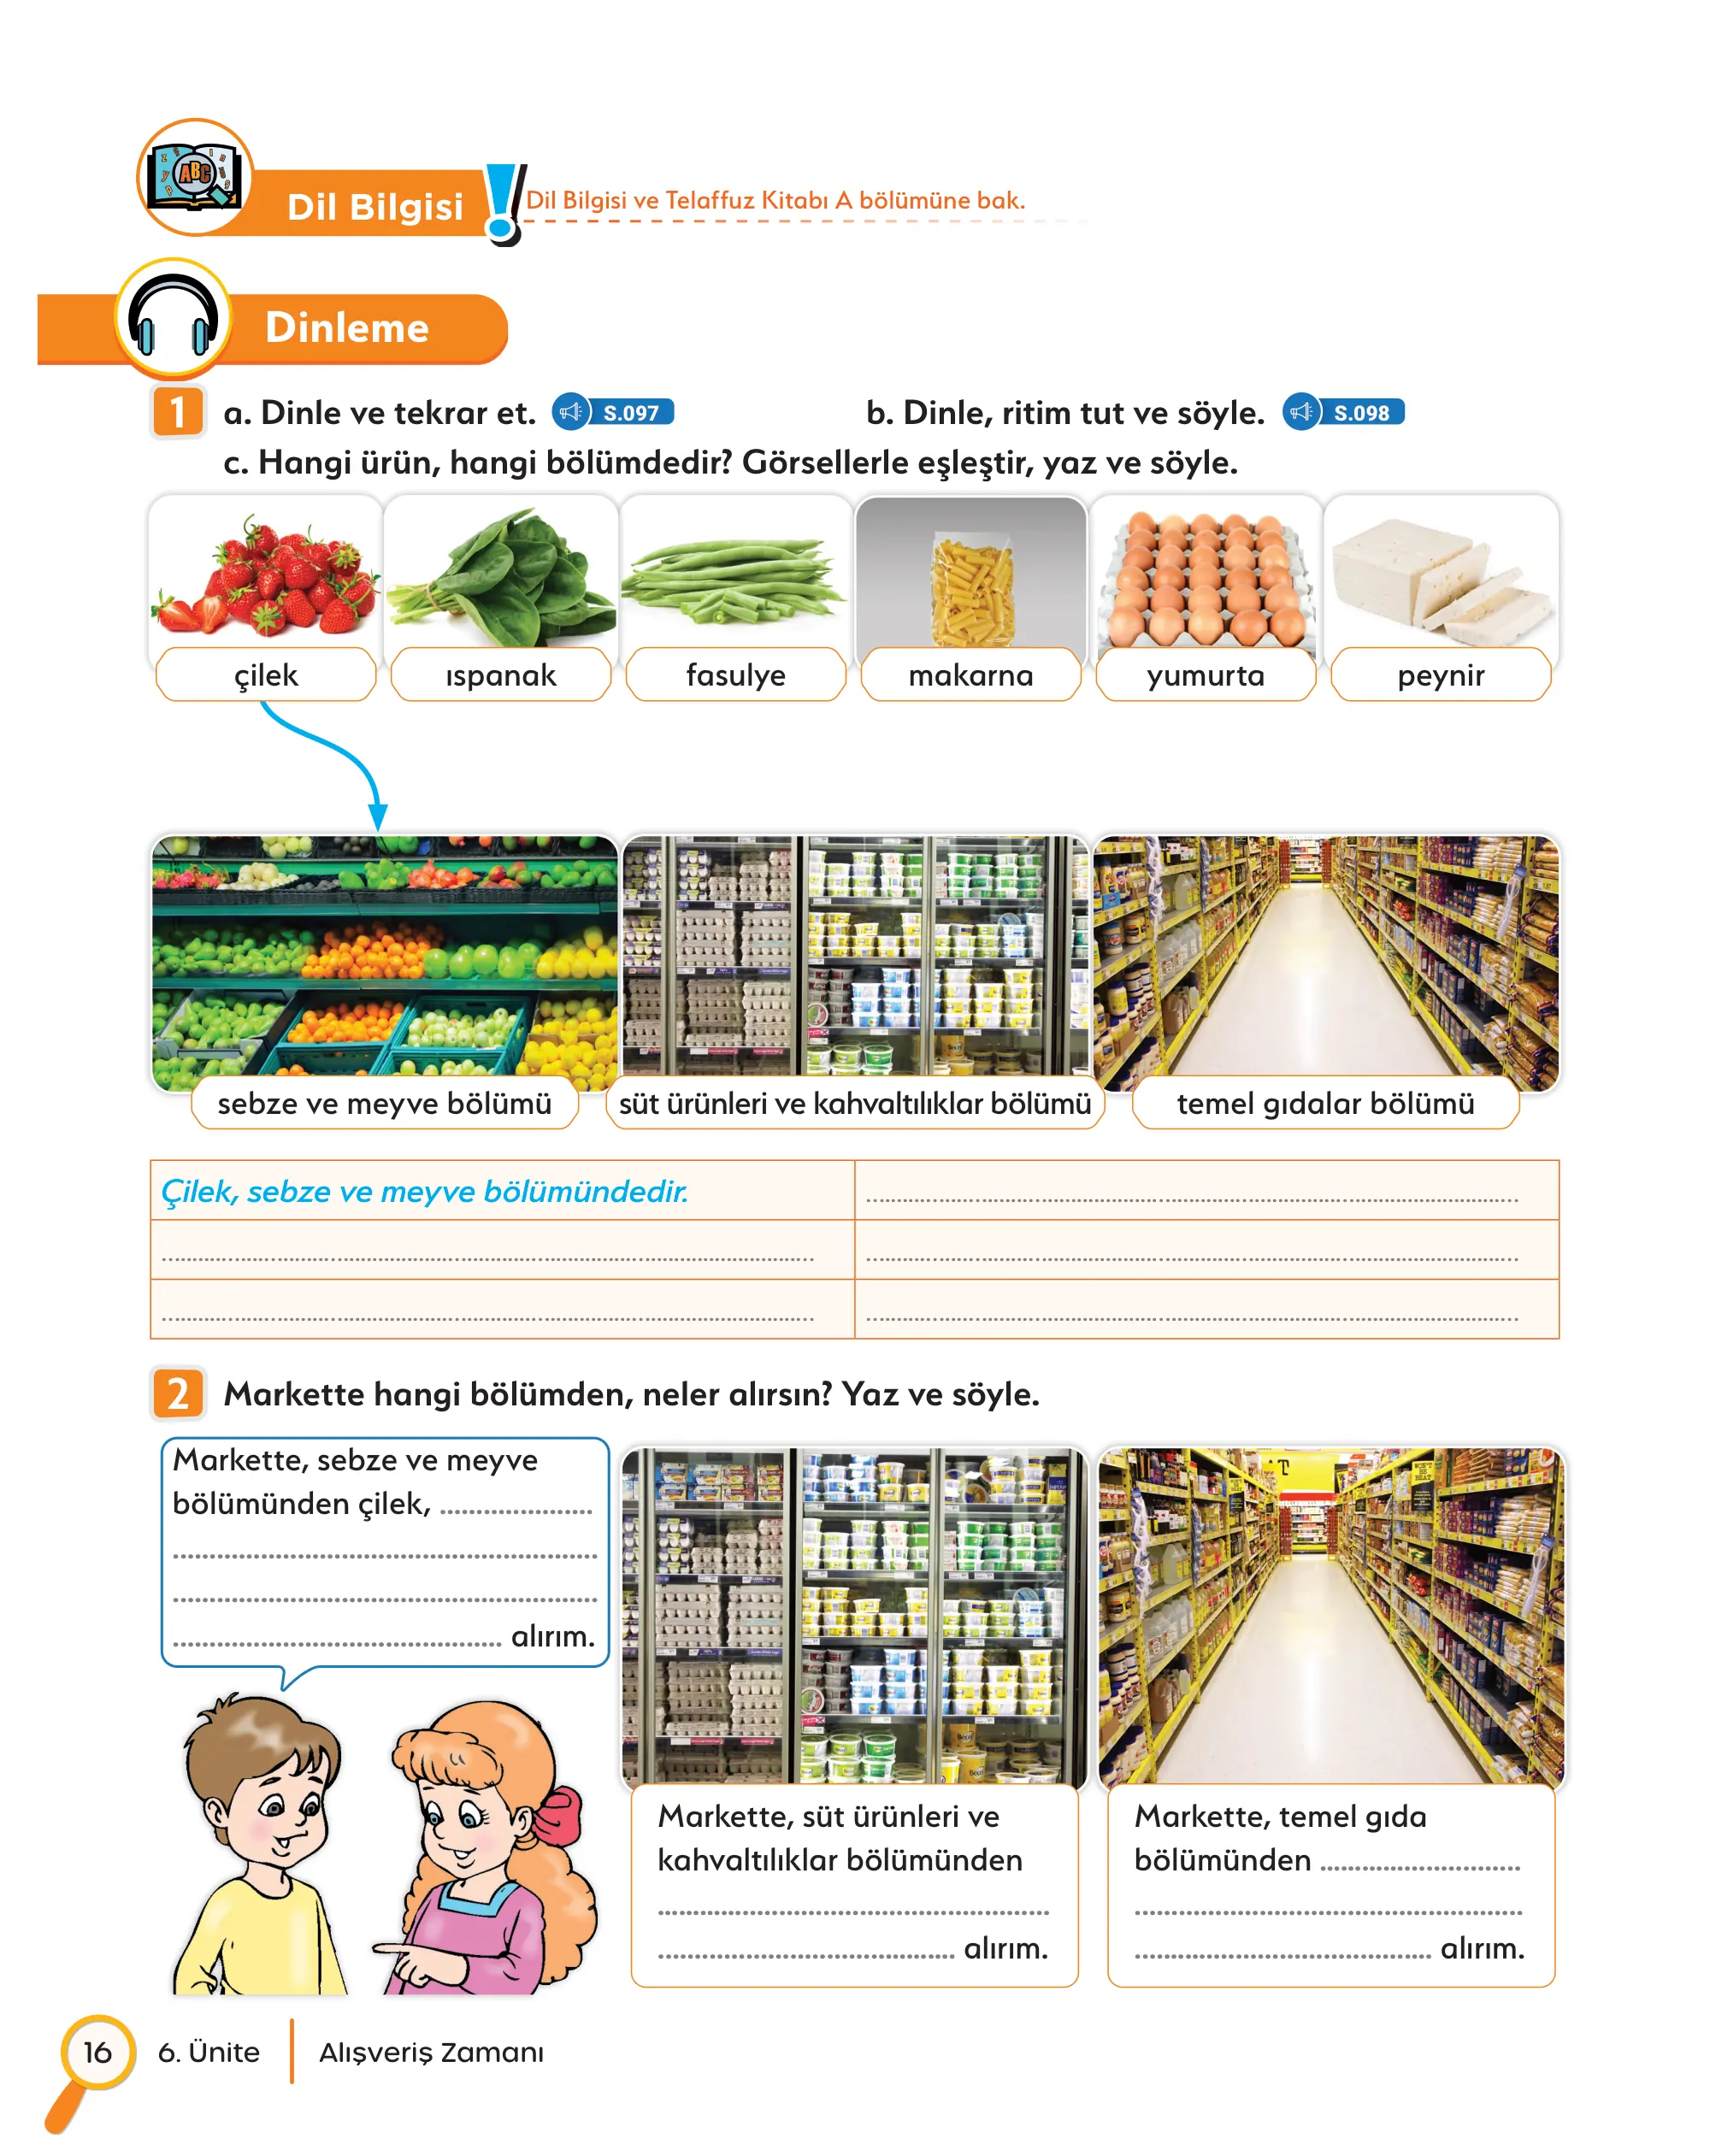 Dil Bilgisi
Dil Bilgisi ve Telaffuz Kitabı A bölümüne bak.
Dinleme
1 a. Dinle ve tekrar et. S.097 b. Dinle, ritim tut ve söyle. S.098
c. Hangi ürün, hangi bölümdedir? Görsellerle eşleştir, yaz ve söyle.
çilek ıspanak fasulye makarna yumurta peynir
sebze ve meyve bölümü süt ürünleri ve kahvaltılıklar bölümü temel gıdalar bölümü
Çilek, sebze ve meyve bölümündedir.
2 Markette hangi bölümden, neler alırsın? Yaz ve söyle.
Markette, sebze ve meyve
bölümünden çilek,
alırım.
Markette, süt ürünleri ve
kahvaltılıklar bölümünden
alırım.
Markette, temel gıda
bölümünden
alırım.
16 6. Ünite Alışveriş Zamanı